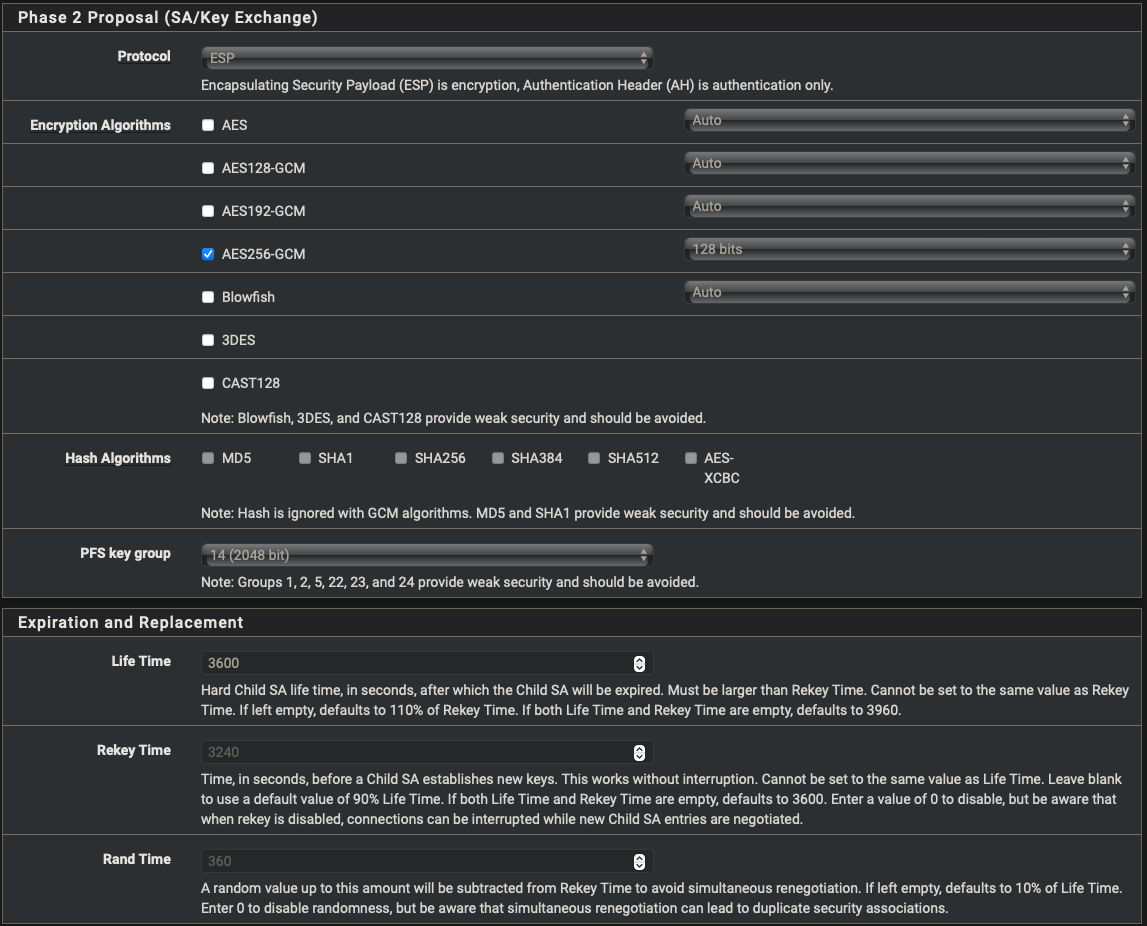 Phase 2 Proposal (SA/Key Exchange)
Protocol
ESP
Encapsulating Security Payload (ESP) is encryption, Authentication Header (AH) is authentication only.
Encryption Algorithms
AES
Auto
AES128-GCM
Auto
AES192-GCM
Auto
AES256-GCM
128 bits
Blowfish
Auto
3DES
CAST128
Note: Blowfish, 3DES, and CAST128 provide weak security and should be avoided.
Hash Algorithms
MD5
SHA1
SHA256
SHA384
SHA512
AES-
XCBC
Note: Hash is ignored with GCM algorithms. MD5 and SHA1 provide weak security and should be avoided.
PFS key group
14 (2048 bit)
Note: Groups 1, 2, 5, 22, 23, and 24 provide weak security and should be avoided.
Expiration and Replacement
Life Time
3600
Hard Child SA life time, in seconds, after which the Child SA will be expired. Must be larger than Rekey Time. Cannot be set to the same value as Rekey
Time. If left empty, defaults to 110% of Rekey Time. If both Life Time and Rekey Time are empty, defaults to 3960.
Rekey Time
3240
Time, in seconds, before a Child SA establishes new keys. This works without interruption. Cannot be set to the same value as Life Time. Leave blank
to use a default value of 90% Life Time. If both Life Time and Rekey Time are empty, defaults to 3600. Enter a value of 0 to disable, but be aware that
when rekey is disabled, connections can be interrupted while new Child SA entries are negotiated.
Rand Time
360
A random value up to this amount will be subtracted from Rekey Time to avoid simultaneous renegotiation. If left empty, defaults to 10% of Life Time.
Enter 0 to disable randomness, but be aware that simultaneous renegotiation can lead to duplicate security associations.